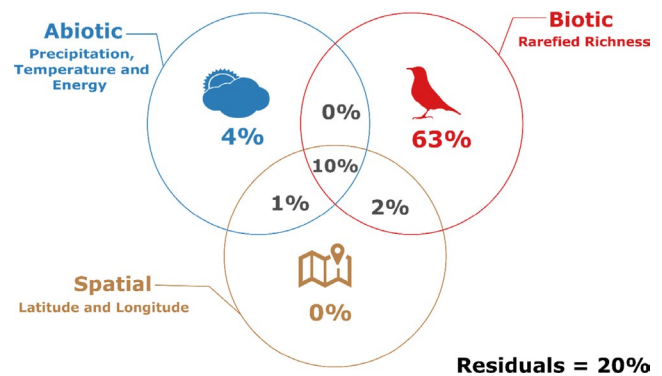 Abiotic
Precipitation,
Temperature and
Energy
Biotic
Rarefied Richness
0%
4%
63%
10%
1%
2%
Spatial
Latitude and Longitude
0%
Residuals = 20%